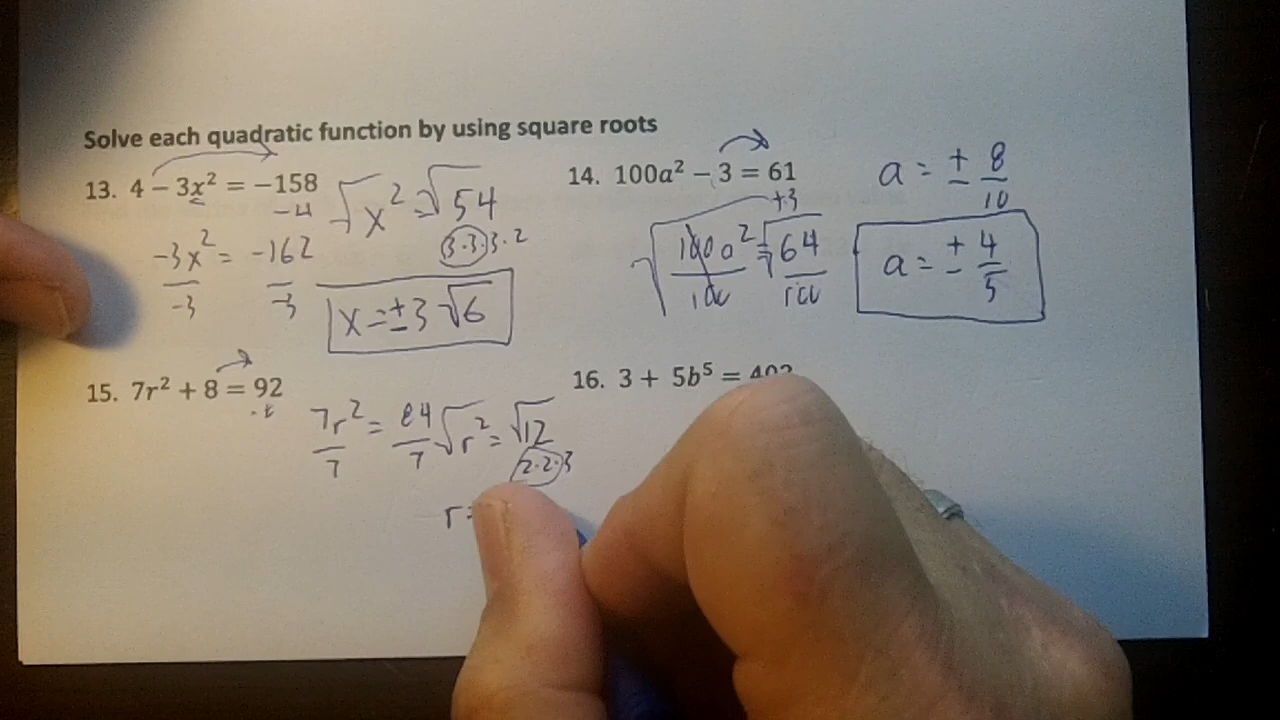 Solve each quadratic function by using square roots
13. 4 − 3x² = −158
−4
−3x² = −162
−3 −3
√x² = √54
3·3·3·2
x = ± 3√6
14. 100a² − 3 = 61
+3
√100a² = √64
100 100
a = ± 8/10
a = ± 4/5
15. 7r² + 8 = 92
-8
7r² = 84
7 7
√r² = √12
2·2·3
r =
16. 3 + 5b⁵ =